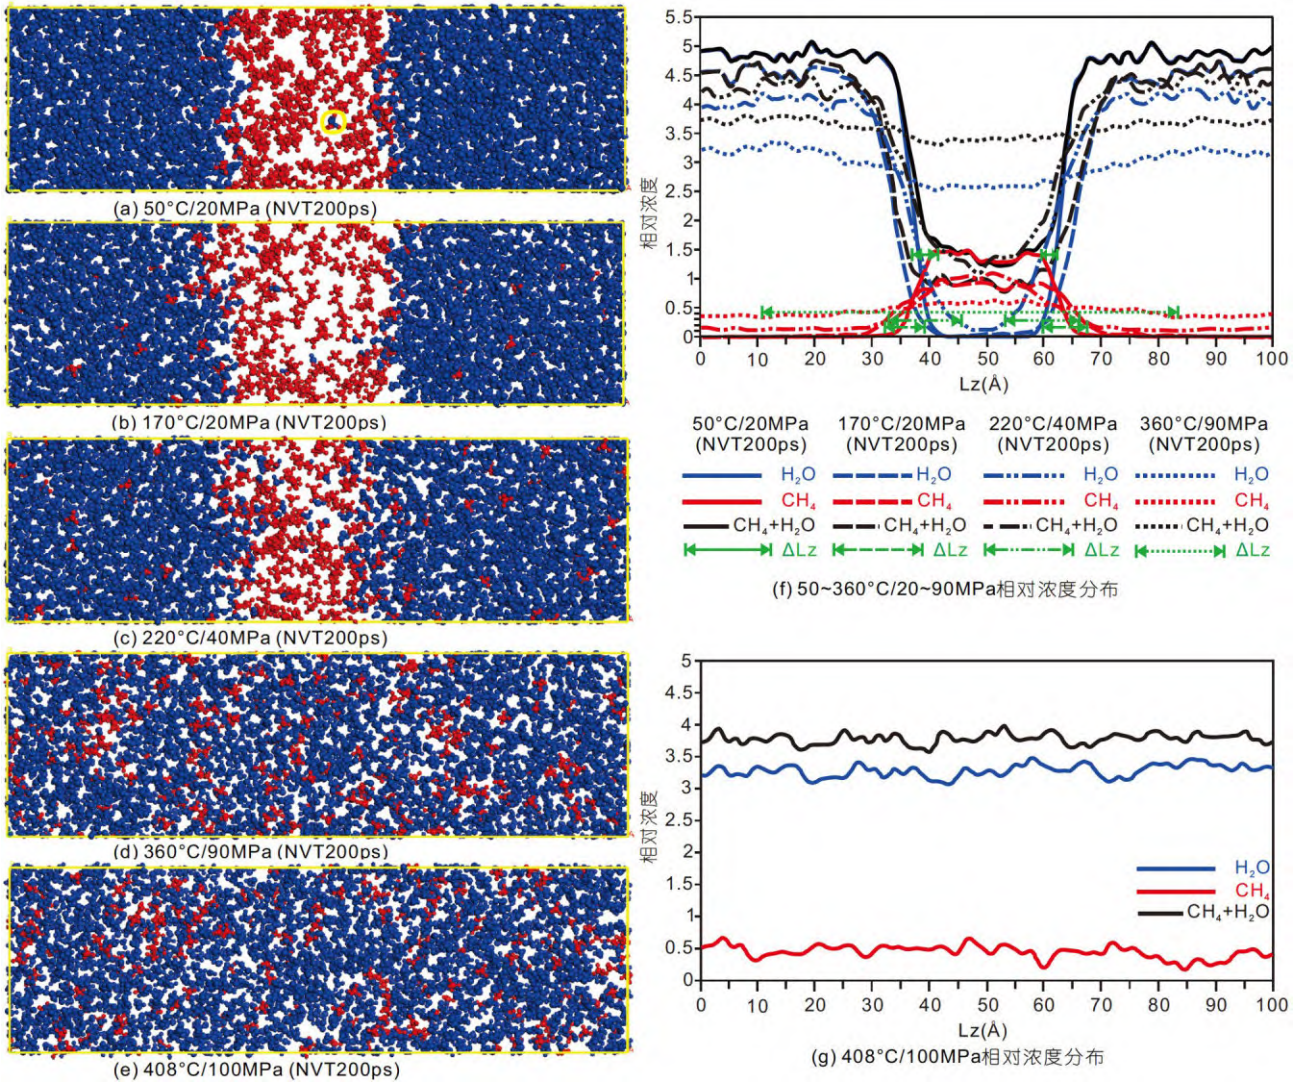 (a) 50°C/20MPa (NVT200ps)
(b) 170°C/20MPa (NVT200ps)
(c) 220°C/40MPa (NVT200ps)
(d) 360°C/90MPa (NVT200ps)
(e) 408°C/100MPa (NVT200ps)
5.5
5
4.5
4
3.5
3
2.5
2
1.5
1
0.5
0
相对浓度
0 10 20 30 40 50 60 70 80 90 100
Lz(Å)
50°C/20MPa 170°C/20MPa 220°C/40MPa 360°C/90MPa
(NVT200ps) (NVT200ps) (NVT200ps) (NVT200ps)
H₂O H₂O H₂O H₂O
CH₄ CH₄ CH₄ CH₄
CH₄+H₂O CH₄+H₂O CH₄+H₂O CH₄+H₂O
ΔLz ΔLz ΔLz ΔLz
(f) 50~360°C/20~90MPa相对浓度分布
5
4.5
4
3.5
3
2.5
2
1.5
1
0.5
0
相对浓度
H₂O
CH₄
CH₄+H₂O
0 10 20 30 40 50 60 70 80 90 100
Lz(Å)
(g) 408°C/100MPa相对浓度分布